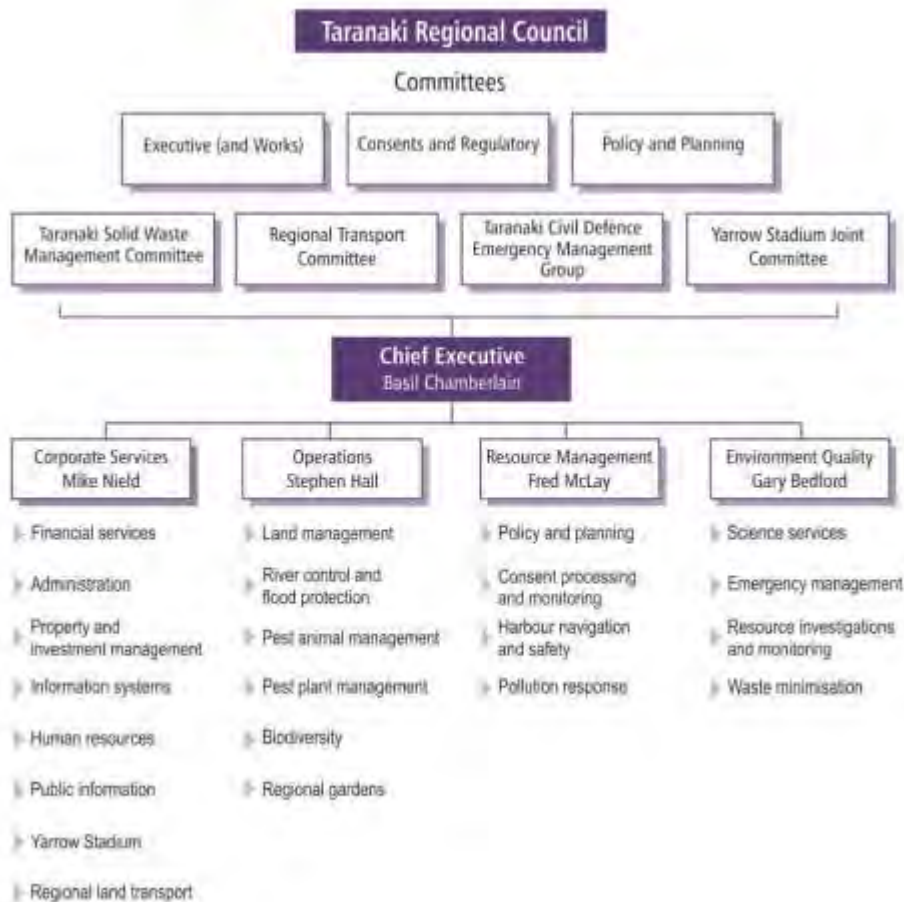 Taranaki Regional Council
Committees
Executive (and Works)
Consents and Regulatory
Policy and Planning
Taranaki Solid Waste
Management Committee
Regional Transport
Committee
Taranaki Civil Defence
Emergency Management
Group
Yarrow Stadium Joint
Committee
Chief Executive
Basil Chamberlain
Corporate Services
Mike Nield
Financial services
Administration
Property and
investment management
Information systems
Human resources
Public information
Yarrow Stadium
Regional land transport
Operations
Stephen Hall
Land management
River control and
flood protection
Pest animal management
Pest plant management
Biodiversity
Regional gardens
Resource Management
Fred McLay
Policy and planning
Consent processing
and monitoring
Harbour navigation
and safety
Pollution response
Environment Quality
Gary Bedford
Science services
Emergency management
Resource investigations
and monitoring
Waste minimisation